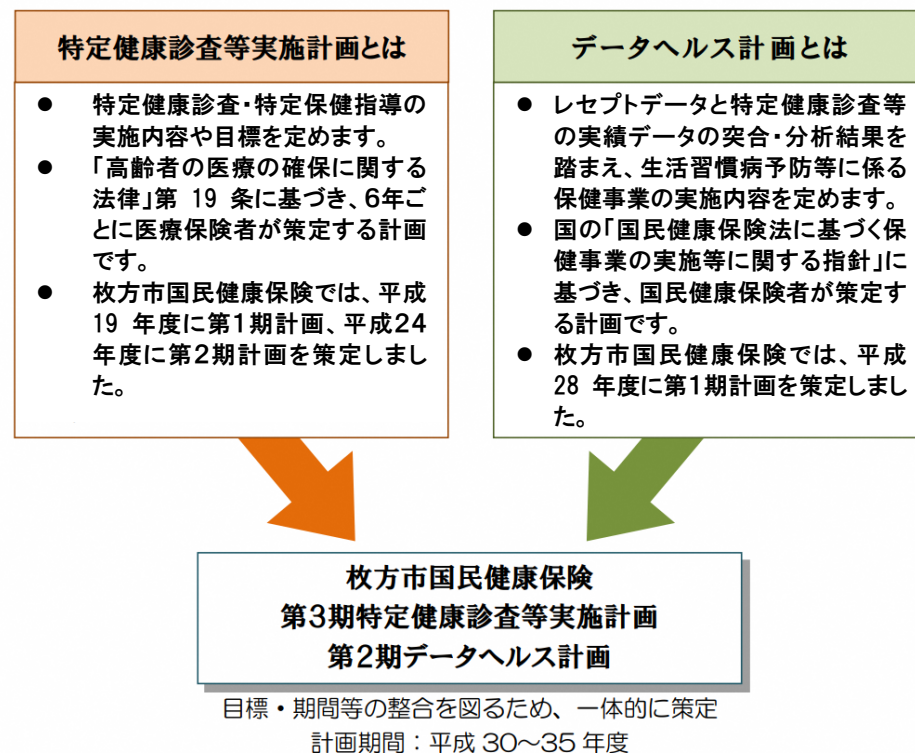 特定健康診査等実施計画とは
● 特定健康診査・特定保健指導の
実施内容や目標を定めます。
● 「高齢者の医療の確保に関する
法律」第 19 条に基づき、6年ご
とに医療保険者が策定する計画
です。
● 枚方市国民健康保険では、平成
19 年度に第1期計画、平成24
年度に第2期計画を策定しまし
た。
データヘルス計画とは
● レセプトデータと特定健康診査等
の実績データの突合・分析結果を
踏まえ、生活習慣病予防等に係る
保健事業の実施内容を定めます。
● 国の「国民健康保険法に基づく保
健事業の実施等に関する指針」に
基づき、国民健康保険者が策定す
る計画です。
● 枚方市国民健康保険では、平成
28 年度に第1期計画を策定しまし
た。
枚方市国民健康保険
第3期特定健康診査等実施計画
第2期データヘルス計画
目標・期間等の整合を図るため、一体的に策定
計画期間：平成 30～35 年度